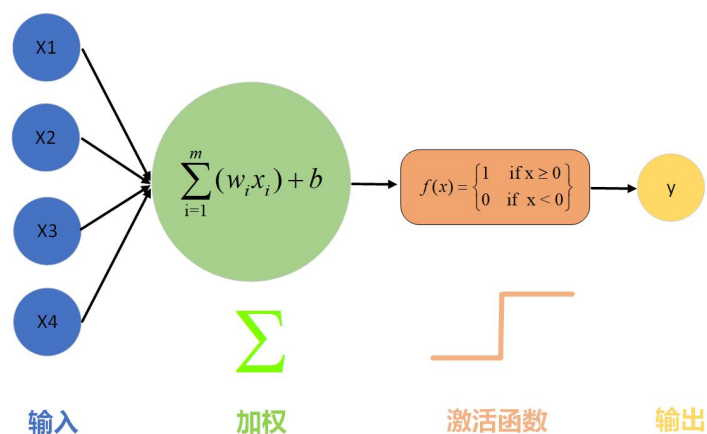 X1
X2
X3
X4
m
∑(wᵢxᵢ) + b
i=1
f(x) = {1 if x ≥ 0
0 if x < 0}
y
∑
输入
加权
激活函数
输出